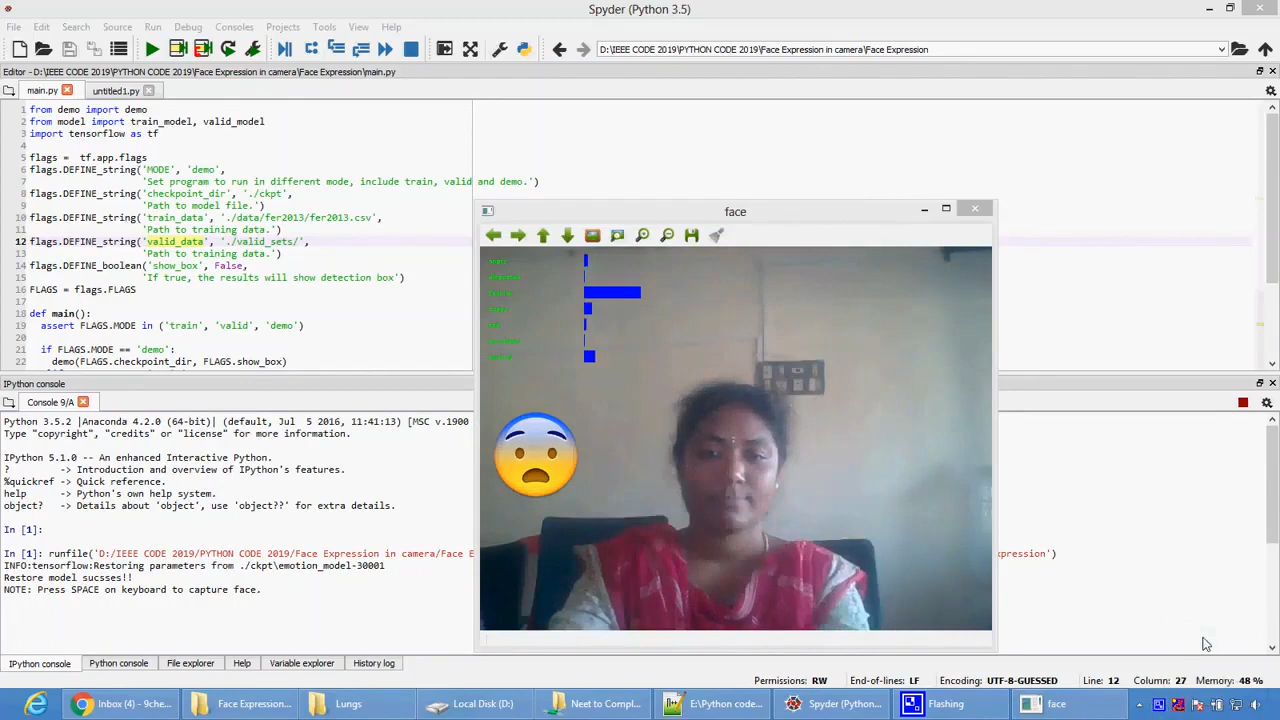 Spyder (Python 3.5)
File Edit Search Source Run Debug Consoles Projects Tools View Help
D:\IEEE CODE 2019\PYTHON CODE 2019\Face Expression in camera\Face Expression
Editor - D:\IEEE CODE 2019\PYTHON CODE 2019\Face Expression in camera\Face Expression\main.py
main.py untitled1.py
1 from demo import demo
2 from model import train_model, valid_model
3 import tensorflow as tf
4
5 flags = tf.app.flags
6 flags.DEFINE_string('MODE', 'demo',
7 'Set program to run in different mode, include train, valid and demo.')
8 flags.DEFINE_string('checkpoint_dir', './ckpt',
9 'Path to model file.')
10 flags.DEFINE_string('train_data', './data/fer2013/fer2013.csv',
11 'Path to training data.')
12 flags.DEFINE_string('valid_data', './valid_sets/',
13 'Path to training data.')
14 flags.DEFINE_boolean('show_box', False,
15 'If true, the results will show detection box')
16 FLAGS = flags.FLAGS
17
18 def main():
19 assert FLAGS.MODE in ('train', 'valid', 'demo')
20
21 if FLAGS.MODE == 'demo':
22 demo(FLAGS.checkpoint_dir, FLAGS.show_box)
face
IPython console
Console 9/A
Python 3.5.2 |Anaconda 4.2.0 (64-bit)| (default, Jul 5 2016, 11:41:13) [MSC v.1900
Type "copyright", "credits" or "license" for more information.
IPython 5.1.0 -- An enhanced Interactive Python.
? -> Introduction and overview of IPython's features.
%quickref -> Quick reference.
help -> Python's own help system.
object? -> Details about 'object', use 'object??' for extra details.
In [1]:
In [1]: runfile('D:/IEEE CODE 2019/PYTHON CODE 2019/Face Expression in camera/Face E xpression')
INFO:tensorflow:Restoring parameters from ./ckpt\emotion_model-30001
Restore model sucsses!!
NOTE: Press SPACE on keyboard to capture face.
IPython console Python console File explorer Help Variable explorer History log
Permissions: RW End-of-lines: LF Encoding: UTF-8-GUESSED Line: 12 Column: 27 Memory: 48 %
Inbox (4) - 9che... Face Expression... Lungs Local Disk (D:) Neet to Compl... E:\Python code... Spyder (Python... Flashing face